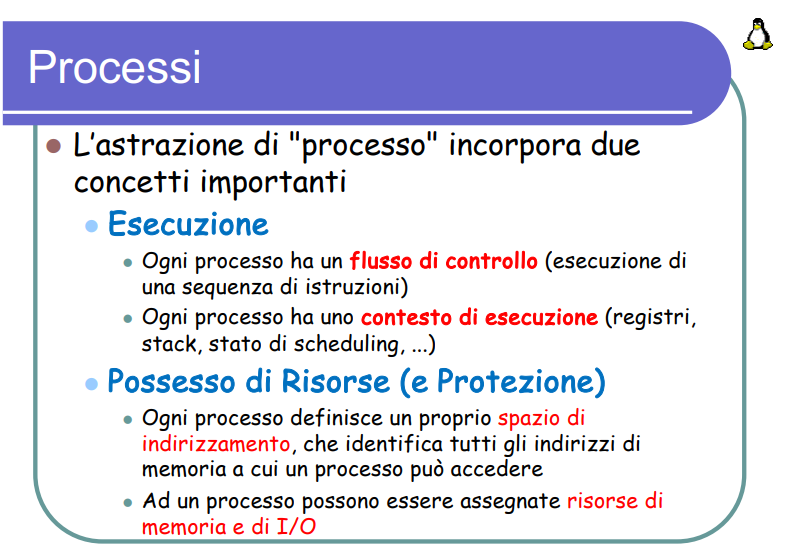 Processi
L'astrazione di "processo" incorpora due
concetti importanti
Esecuzione
Ogni processo ha un flusso di controllo (esecuzione di
una sequenza di istruzioni)
Ogni processo ha uno contesto di esecuzione (registri,
stack, stato di scheduling, ...)
Possesso di Risorse (e Protezione)
Ogni processo definisce un proprio spazio di
indirizzamento, che identifica tutti gli indirizzi di
memoria a cui un processo può accedere
Ad un processo possono essere assegnate risorse di
memoria e di I/O